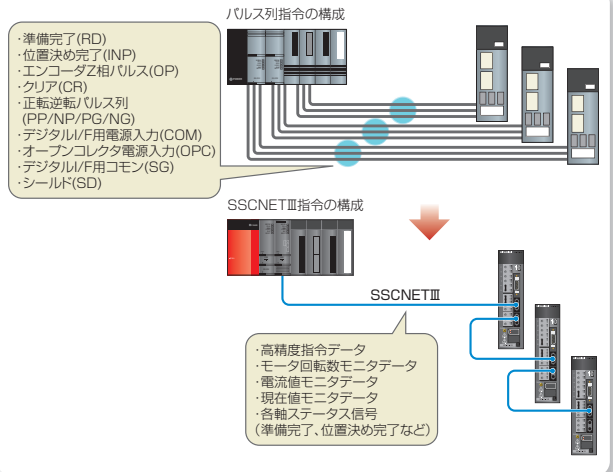 パルス列指令の構成
・準備完了(RD)
・位置決め完了(INP)
・エンコーダZ相パルス(OP)
・クリア(CR)
・正転逆転パルス列
(PP/NP/PG/NG)
・デジタルI/F用電源入力(COM)
・オープンコレクタ電源入力(OPC)
・デジタルI/F用コモン(SG)
・シールド(SD)
SSCNETⅢ指令の構成
SSCNETⅢ
・高精度指令データ
・モータ回転数モニタデータ
・電流値モニタデータ
・現在値モニタデータ
・各軸ステータス信号
(準備完了、位置決め完了など)